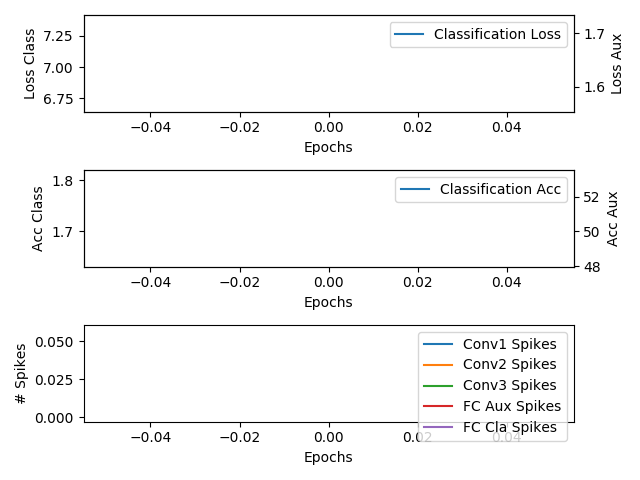 7.25
7.00
6.75
Loss Class
Classification Loss
1.7
1.6
Loss Aux
−0.04 −0.02 0.00 0.02 0.04
Epochs
1.8
1.7
Acc Class
Classification Acc
52
50
48
Acc Aux
−0.04 −0.02 0.00 0.02 0.04
Epochs
0.050
0.025
0.000
# Spikes
Conv1 Spikes
Conv2 Spikes
Conv3 Spikes
FC Aux Spikes
FC Cla Spikes
−0.04 −0.02 0.00 0.02 0.04
Epochs